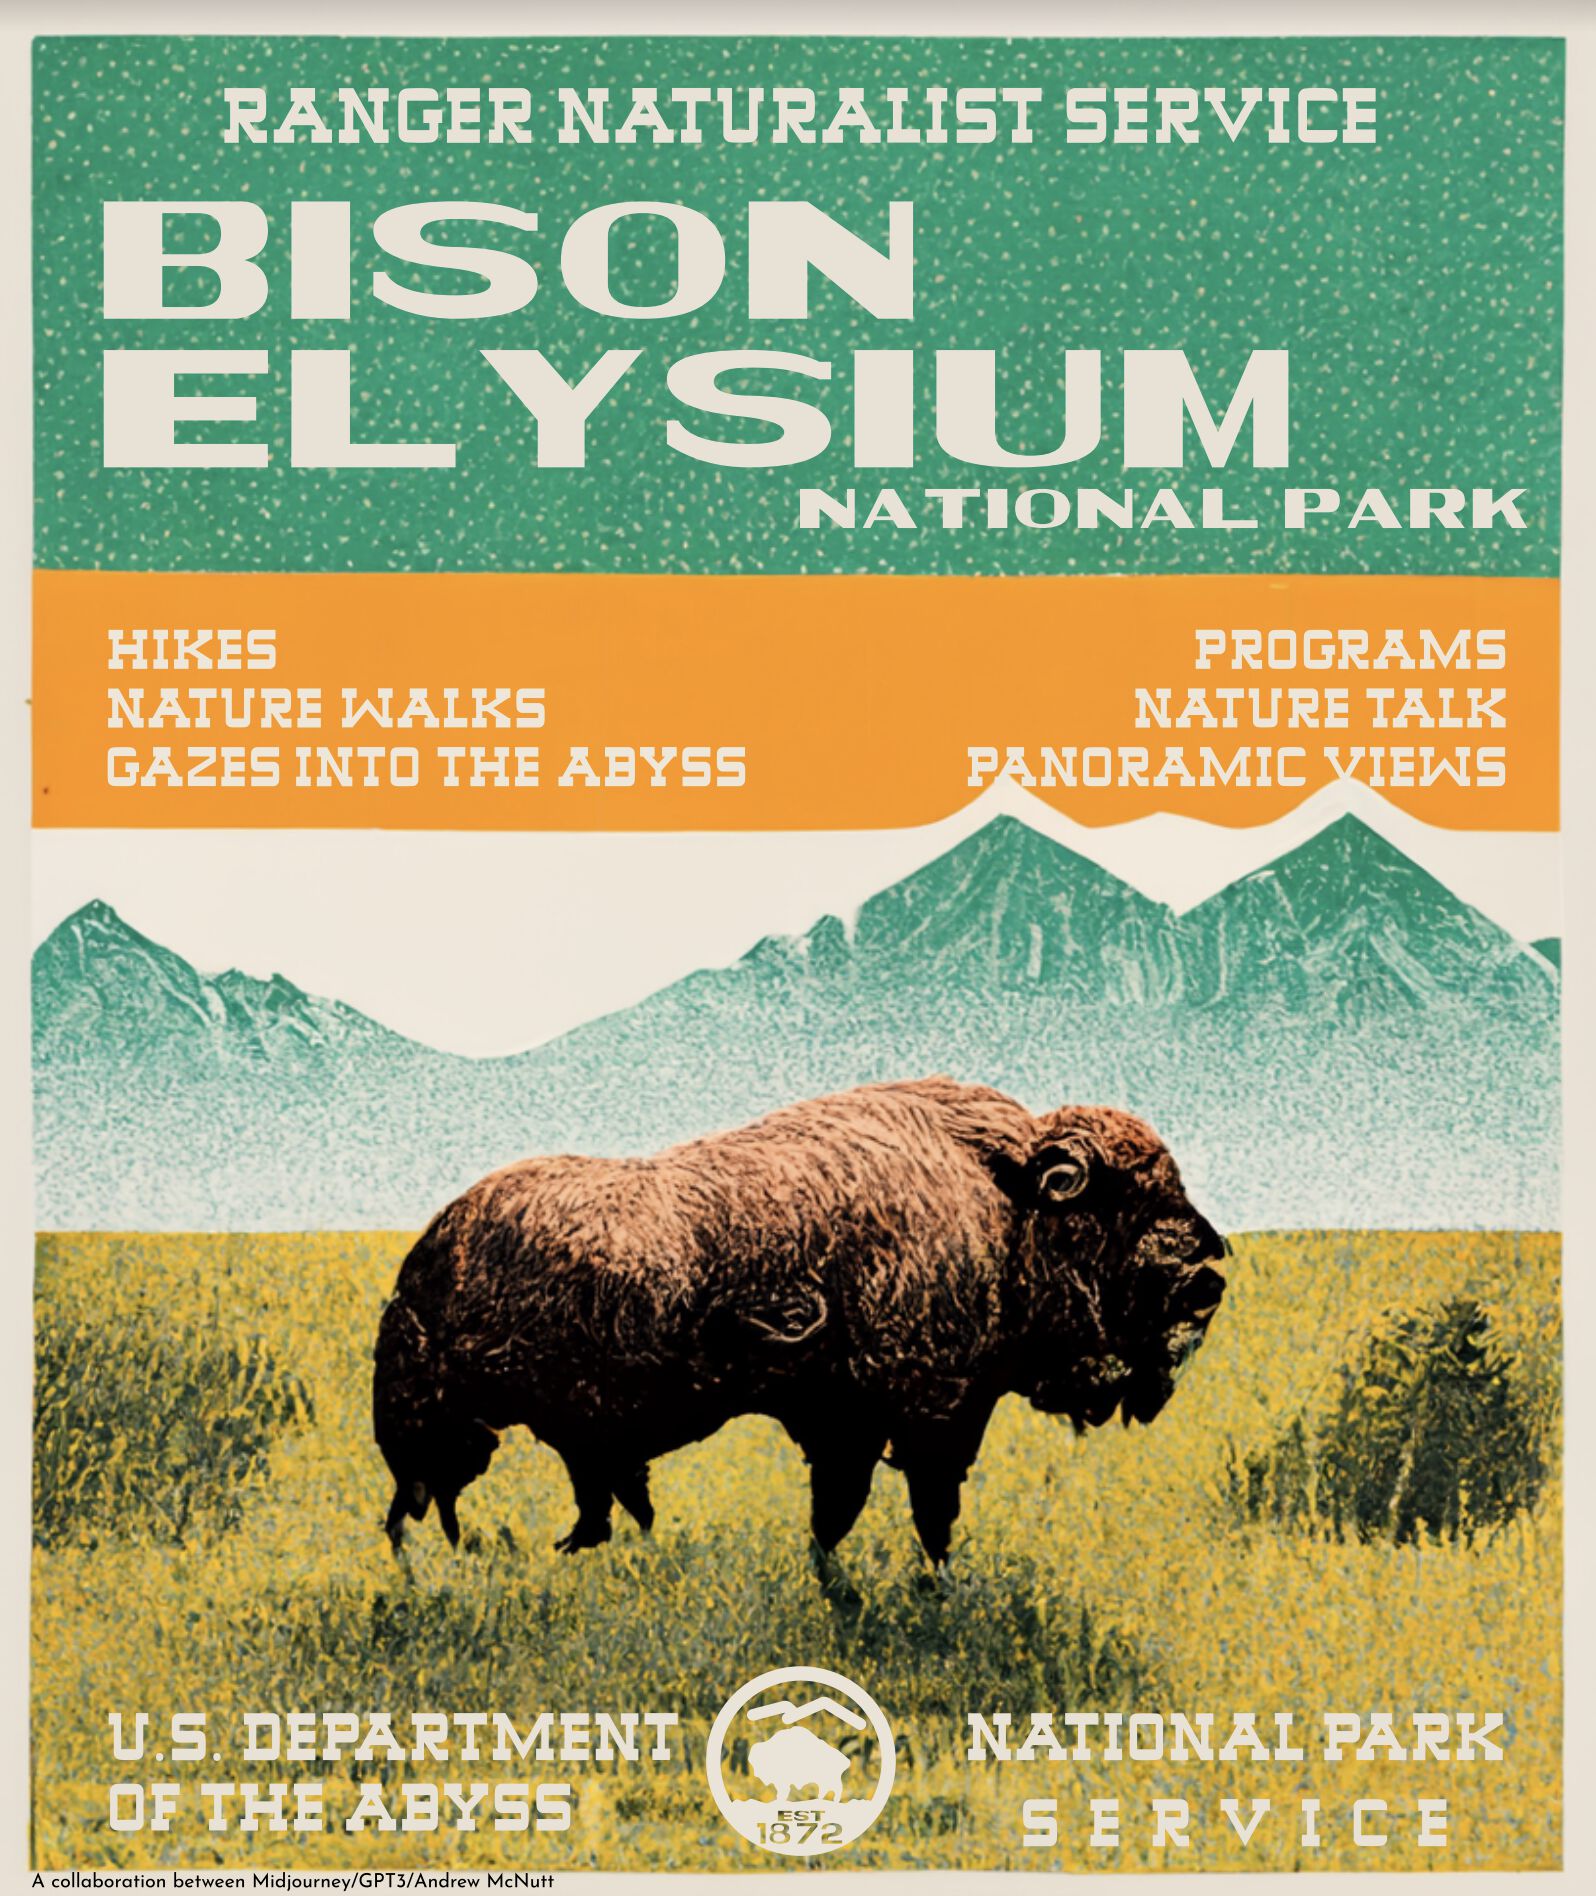 RANGER NATURALIST SERVICE
BISON
ELYSIUM
NATIONAL PARK
HIKES
NATURE WALKS
GAZES INTO THE ABYSS
PROGRAMS
NATURE TALK
PANORAMIC VIEWS
U.S. DEPARTMENT
OF THE ABYSS
EST
1872
NATIONAL PARK
SERVICE
A collaboration between Midjourney/GPT3/Andrew McNutt